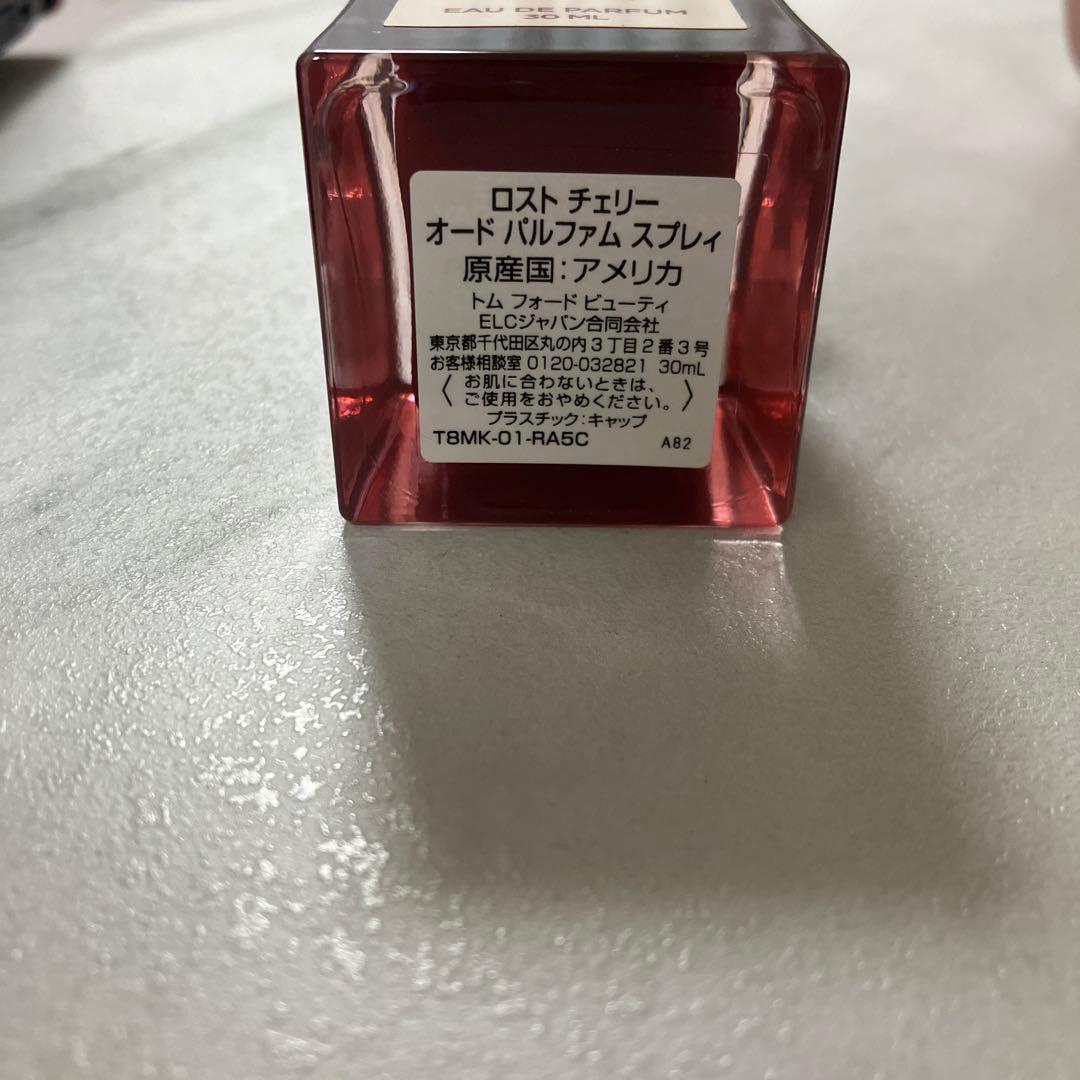 EAU DE PARFUM
30 ML
ロスト チェリー
オード パルファム スプレィ
原産国：アメリカ
トム フォード ビューティ
ELCジャパン合同会社
東京都千代田区丸の内3丁目2番3号
お客様相談室 0120-032821 30mL
〈お肌に合わないときは、
ご使用をおやめください。〉
プラスチック：キャップ
T8MK-01-RA5C A82